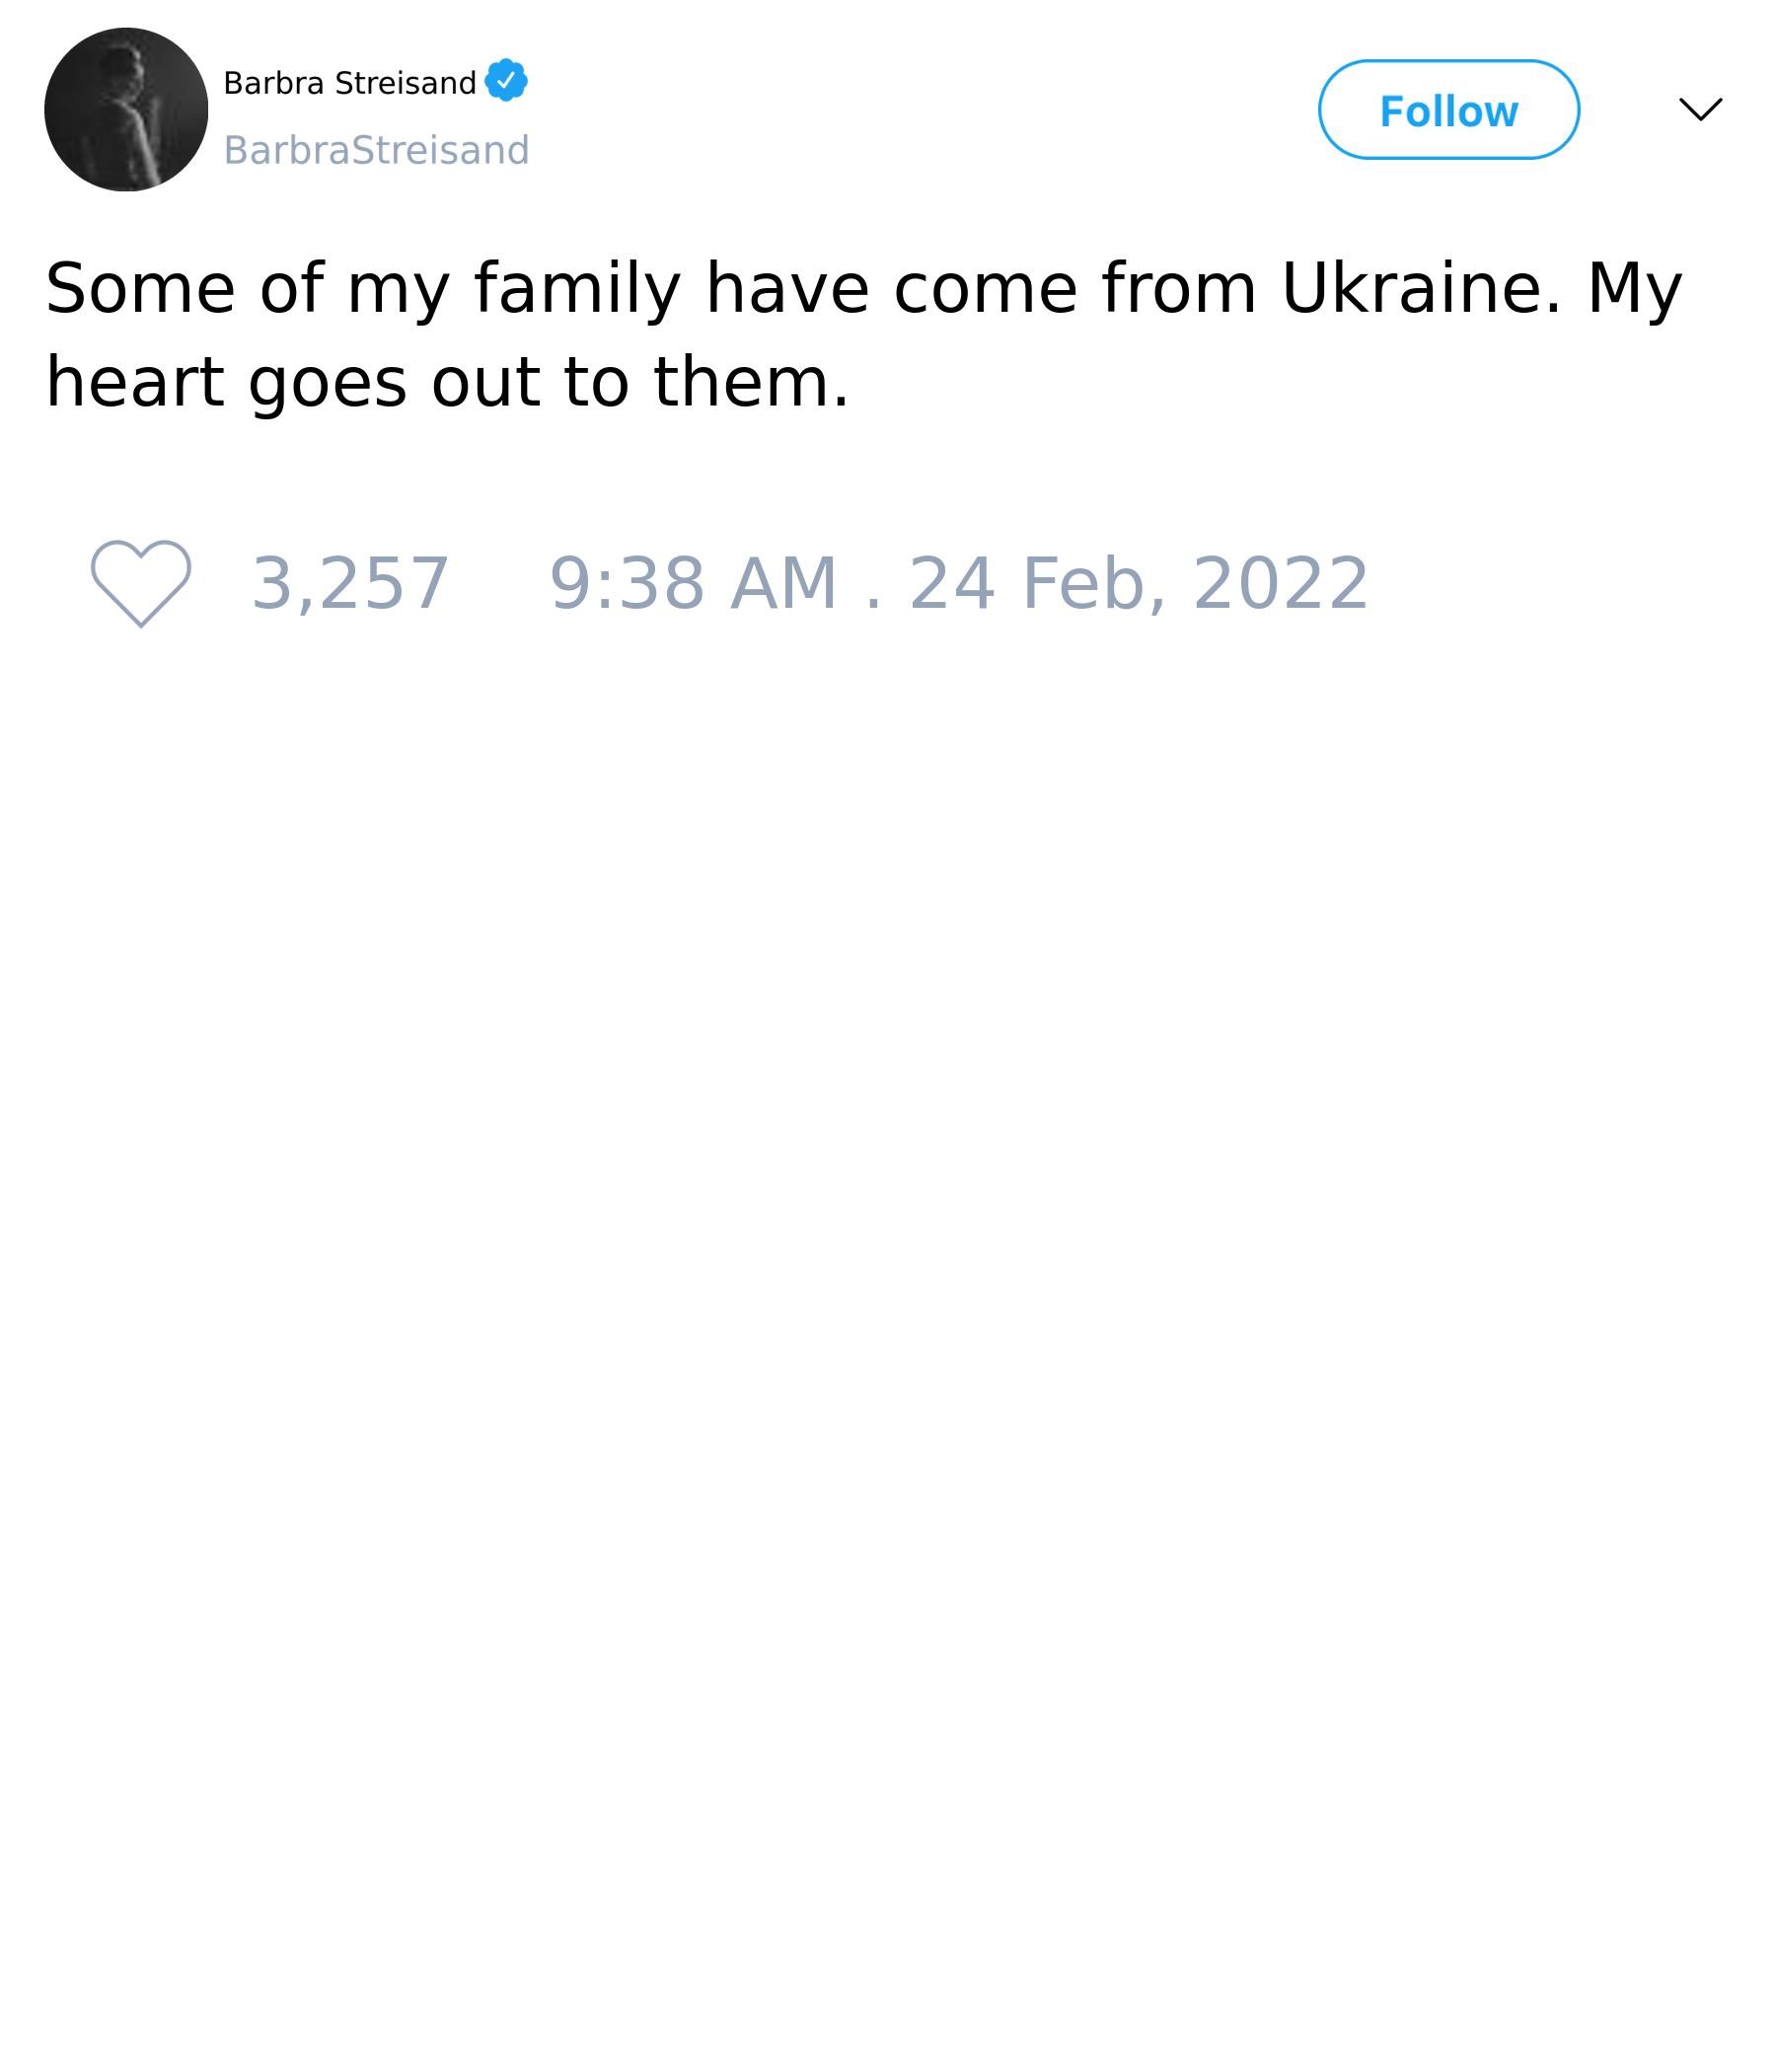 Barbra Streisand
BarbraStreisand
Follow
Some of my family have come from Ukraine. My
heart goes out to them.
3,257 9:38 AM . 24 Feb, 2022